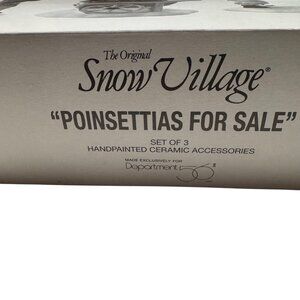 The Original
Snow Village®
"POINSETTIAS FOR SALE"
SET OF 3
HANDPAINTED CERAMIC ACCESSORIES
MADE EXCLUSIVELY FOR
Department 56®